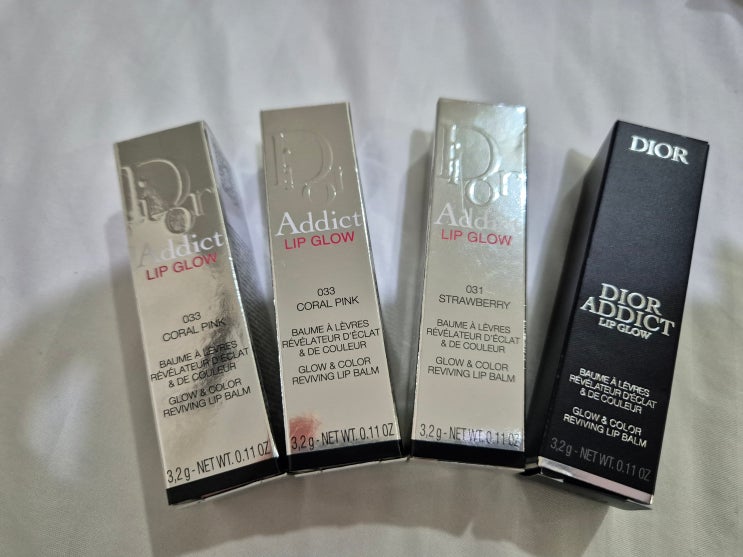 Dior
Addict
LIP GLOW
033
CORAL PINK
BAUME À LÈVRES
RÉVÉLATEUR D'ÉCLAT
& DE COULEUR
GLOW & COLOR
REVIVING LIP BALM
3,2g - NET WT. 0.11 OZ
Dior
Addict
LIP GLOW
033
CORAL PINK
BAUME À LÈVRES
RÉVÉLATEUR D'ÉCLAT
& DE COULEUR
GLOW & COLOR
REVIVING LIP BALM
3,2g - NET WT. 0.11 OZ
Dior
Addict
LIP GLOW
031
STRAWBERRY
BAUME À LÈVRES
RÉVÉLATEUR D'ÉCLAT
& DE COULEUR
GLOW & COLOR
REVIVING LIP BALM
3,2g - NET WT. 0.11 OZ
DIOR
DIOR
ADDICT
LIP GLOW
BAUME À LÈVRES
RÉVÉLATEUR D'ÉCLAT
& DE COULEUR
GLOW & COLOR
REVIVING LIP BALM
3,2g - NET WT. 0.11 OZ